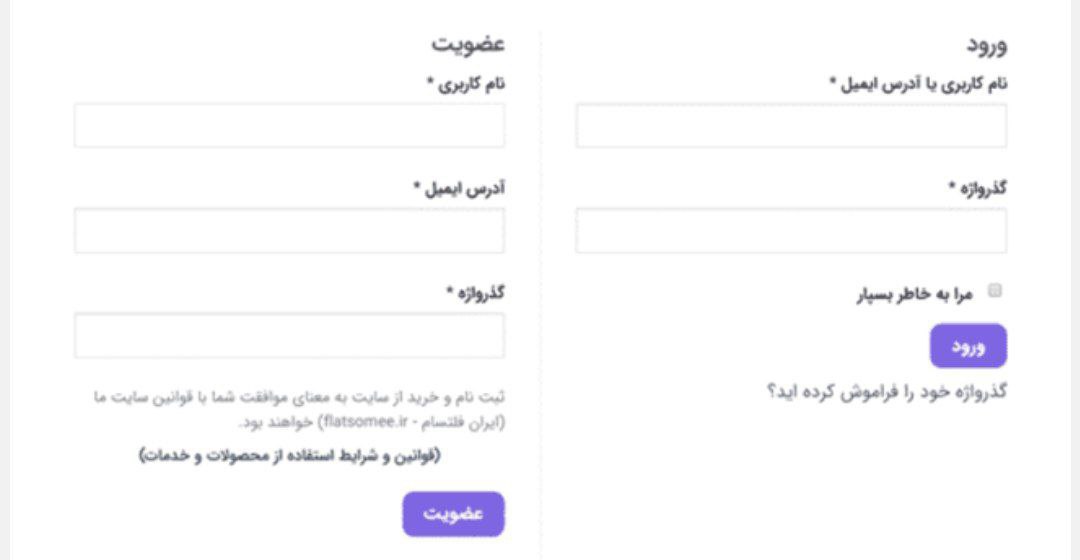 ورود
نام کاربری یا آدرس ایمیل *
گذرواژه *
مرا به خاطر بسپار
ورود
گذرواژه خود را فراموش کرده اید؟
عضویت
نام کاربری *
آدرس ایمیل *
گذرواژه *
ثبت نام و خرید از سایت به معنای موافقت شما با قوانین سایت ما
(ایران فلتسام - flatsomee.ir) خواهند بود.
(قوانین و شرایط استفاده از محصولات و خدمات)
عضویت